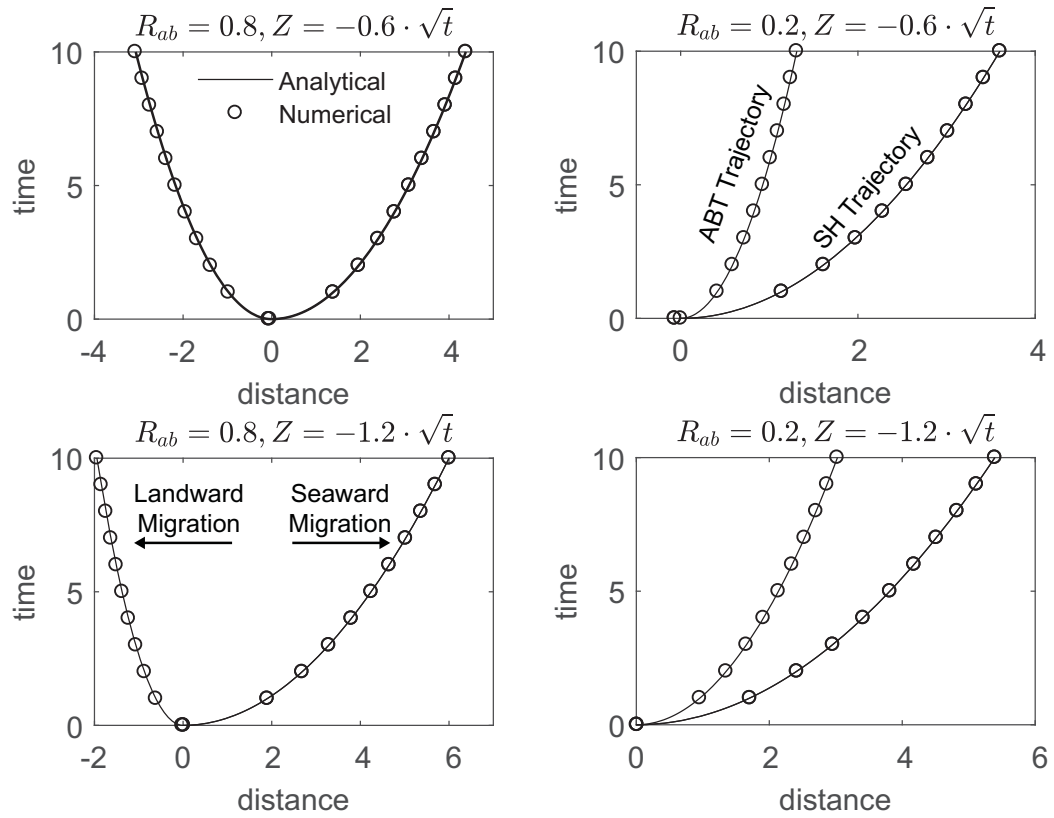 R_ab = 0.8, Z = −0.6 · √t
10
5
0
time
Analytical
Numerical
-4 -2 0 2 4
distance
R_ab = 0.2, Z = −0.6 · √t
10
5
0
time
ABT Trajectory
SH Trajectory
0 2 4
distance
R_ab = 0.8, Z = −1.2 · √t
10
5
0
time
Landward
Migration
Seaward
Migration
-2 0 2 4 6
distance
R_ab = 0.2, Z = −1.2 · √t
10
5
0
time
0 2 4 6
distance